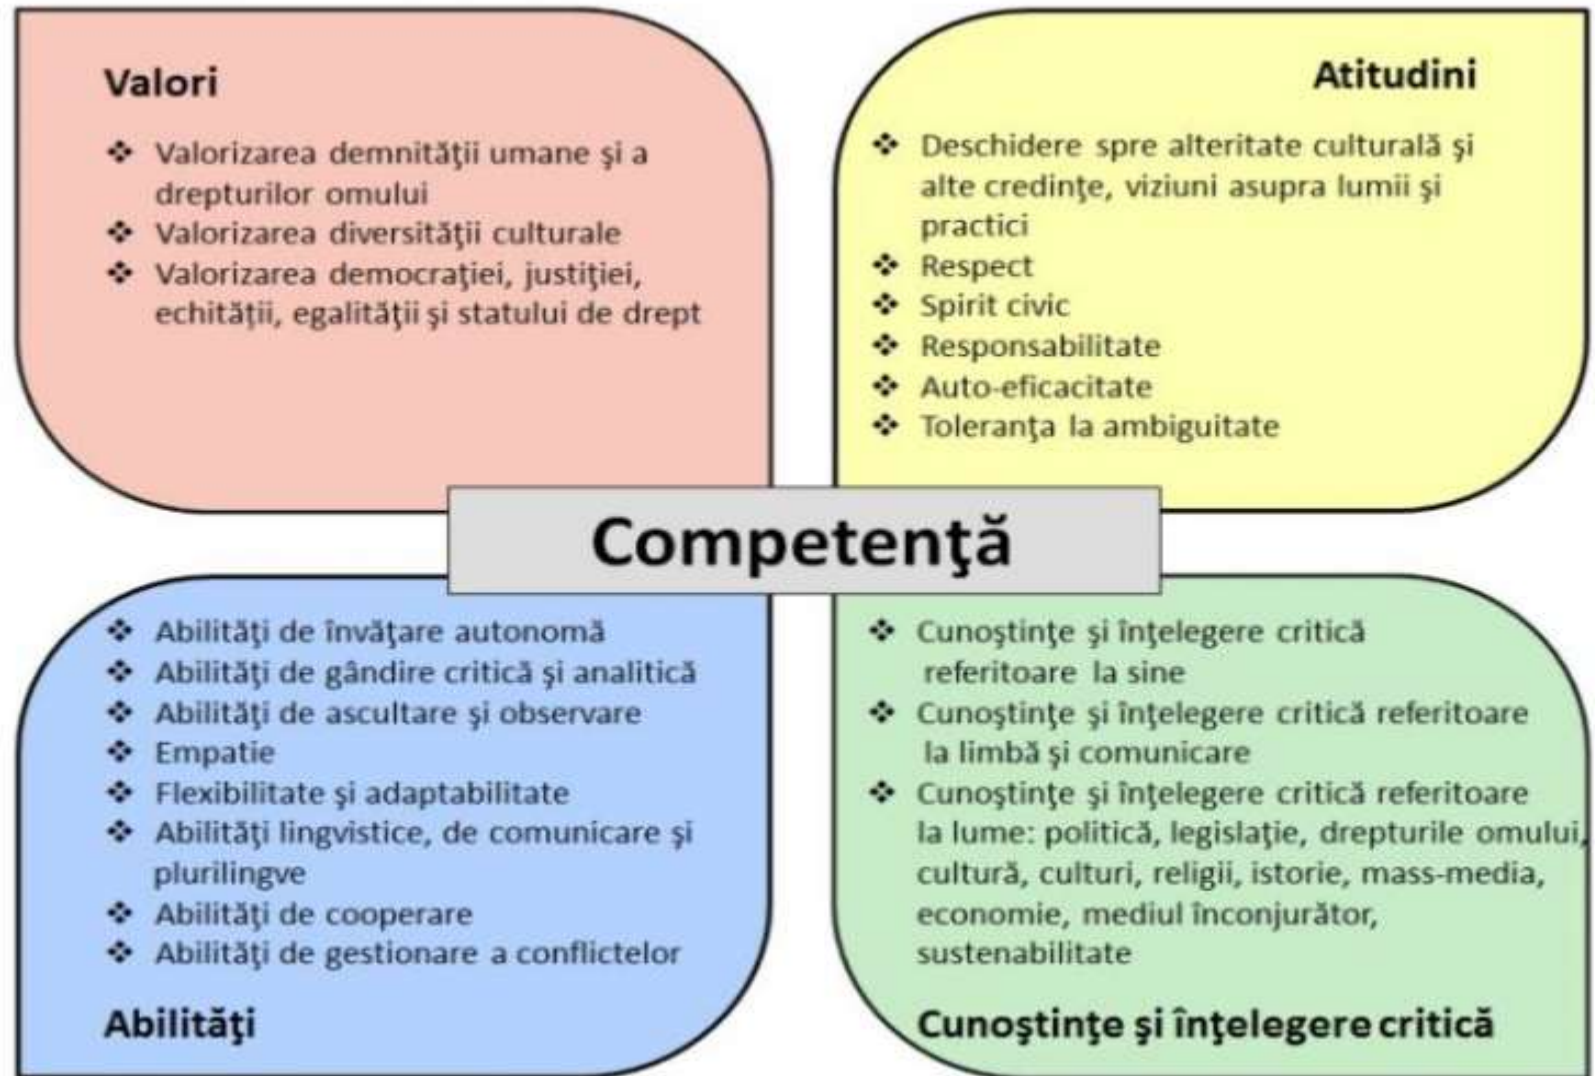 Valori
❖ Valorizarea demnităţii umane şi a
drepturilor omului
❖ Valorizarea diversităţii culturale
❖ Valorizarea democraţiei, justiţiei,
echității, egalităţii şi statului de drept
Atitudini
❖ Deschidere spre alteritate culturală şi
alte credinţe, viziuni asupra lumii şi
practici
❖ Respect
❖ Spirit civic
❖ Responsabilitate
❖ Auto-eficacitate
❖ Toleranţa la ambiguitate
Competenţă
❖ Abilităţi de învăţare autonomă
❖ Abilităţi de gândire critică şi analitică
❖ Abilităţi de ascultare şi observare
❖ Empatie
❖ Flexibilitate şi adaptabilitate
❖ Abilităţi lingvistice, de comunicare şi
plurilingve
❖ Abilităţi de cooperare
❖ Abilităţi de gestionare a conflictelor
Abilităţi
❖ Cunoştinţe şi înţelegere critică
referitoare la sine
❖ Cunoştinţe şi înţelegere critică referitoare
la limbă şi comunicare
❖ Cunoştinţe şi înţelegere critică referitoare
la lume: politică, legislaţie, drepturile omului,
cultură, culturi, religii, istorie, mass-media,
economie, mediul înconjurător,
sustenabilitate
Cunoştinţe şi înţelegere critică